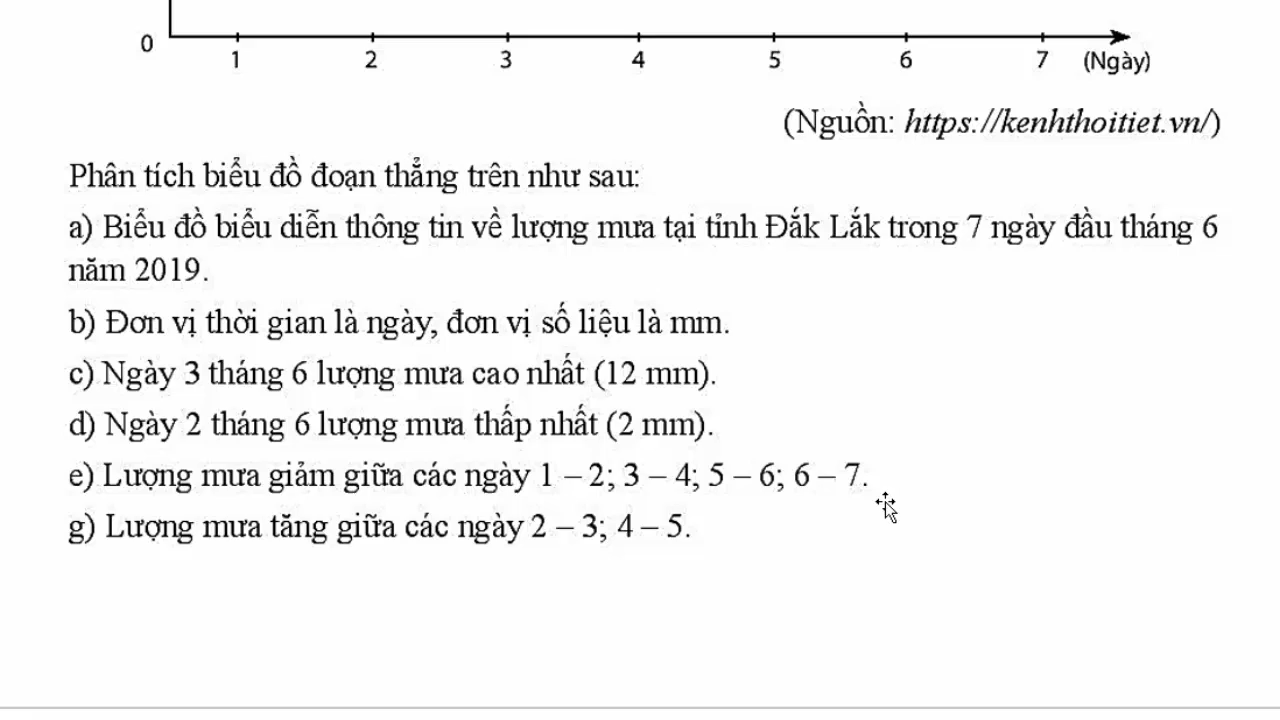 0
1 2 3 4 5 6 7 (Ngày)
(Nguồn: https://kenhthoitiet.vn/)
Phân tích biểu đồ đoạn thẳng trên như sau:
a) Biểu đồ biểu diễn thông tin về lượng mưa tại tỉnh Đắk Lắk trong 7 ngày đầu tháng 6
năm 2019.
b) Đơn vị thời gian là ngày, đơn vị số liệu là mm.
c) Ngày 3 tháng 6 lượng mưa cao nhất (12 mm).
d) Ngày 2 tháng 6 lượng mưa thấp nhất (2 mm).
e) Lượng mưa giảm giữa các ngày 1 – 2; 3 – 4; 5 – 6; 6 – 7.
g) Lượng mưa tăng giữa các ngày 2 – 3; 4 – 5.